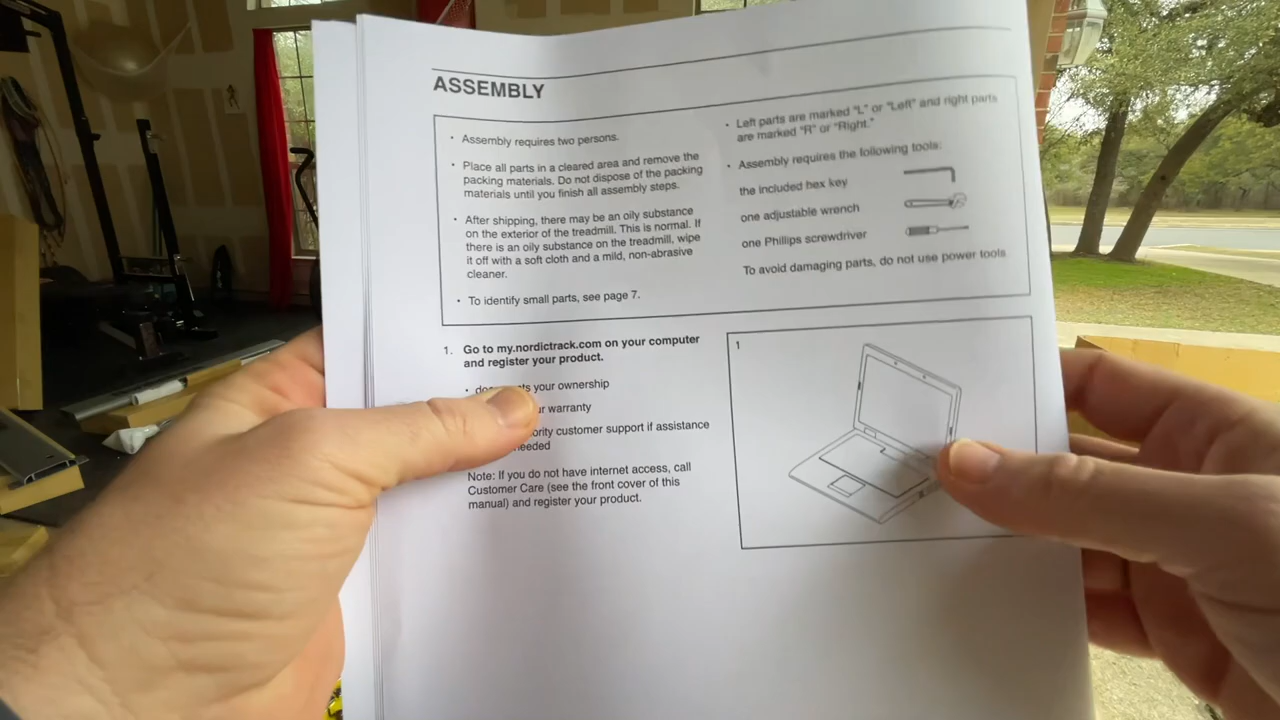 ASSEMBLY
• Assembly requires two persons.
• Place all parts in a cleared area and remove the
packing materials. Do not dispose of the packing
materials until you finish all assembly steps.
• After shipping, there may be an oily substance
on the exterior of the treadmill. This is normal. If
there is an oily substance on the treadmill, wipe
it off with a soft cloth and a mild, non-abrasive
cleaner.
• To identify small parts, see page 7.
• Left parts are marked "L" or "Left" and right parts
are marked "R" or "Right."
• Assembly requires the following tools:
the included hex key
one adjustable wrench
one Phillips screwdriver
To avoid damaging parts, do not use power tools
1. Go to my.nordictrack.com on your computer
and register your product.
• your ownership
warranty
customer support if assistance
needed
Note: If you do not have internet access, call
Customer Care (see the front cover of this
manual) and register your product.
1